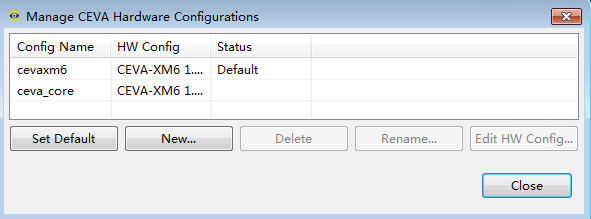 Manage CEVA Hardware Configurations
Config Name HW Config Status
cevaxm6 CEVA-XM6 1.... Default
ceva_core CEVA-XM6 1....
Set Default New... Delete Rename... Edit HW Config...
Close